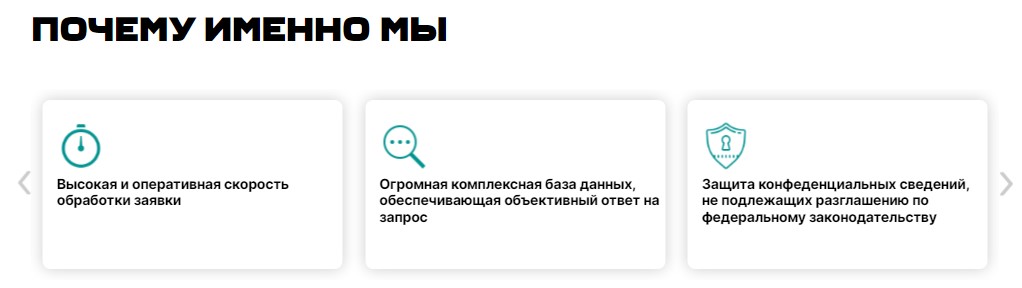 ПОЧЕМУ ИМЕННО МЫ
Высокая и оперативная скорость
обработки заявки
Огромная комплексная база данных,
обеспечивающая объективный ответ на
запрос
Защита конфеденциальных сведений,
не подлежащих разглашению по
федеральному законодательству